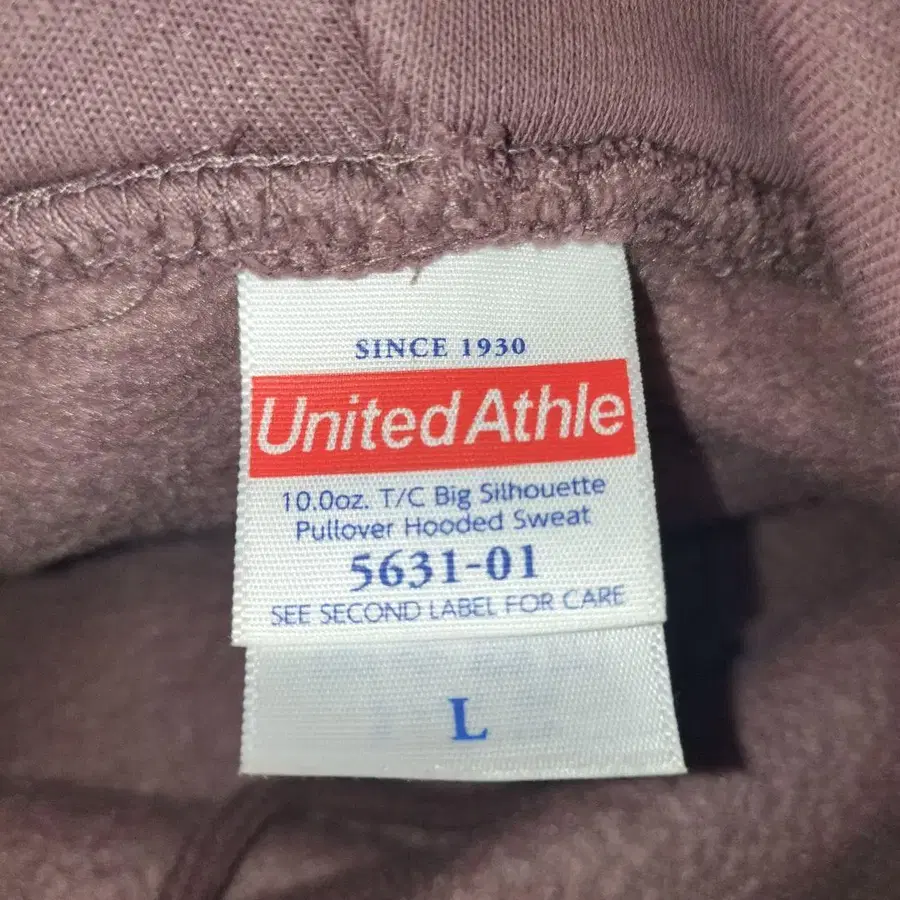 SINCE 1930
United Athle
10.0oz. T/C Big Silhouette
Pullover Hooded Sweat
5631-01
SEE SECOND LABEL FOR CARE
L